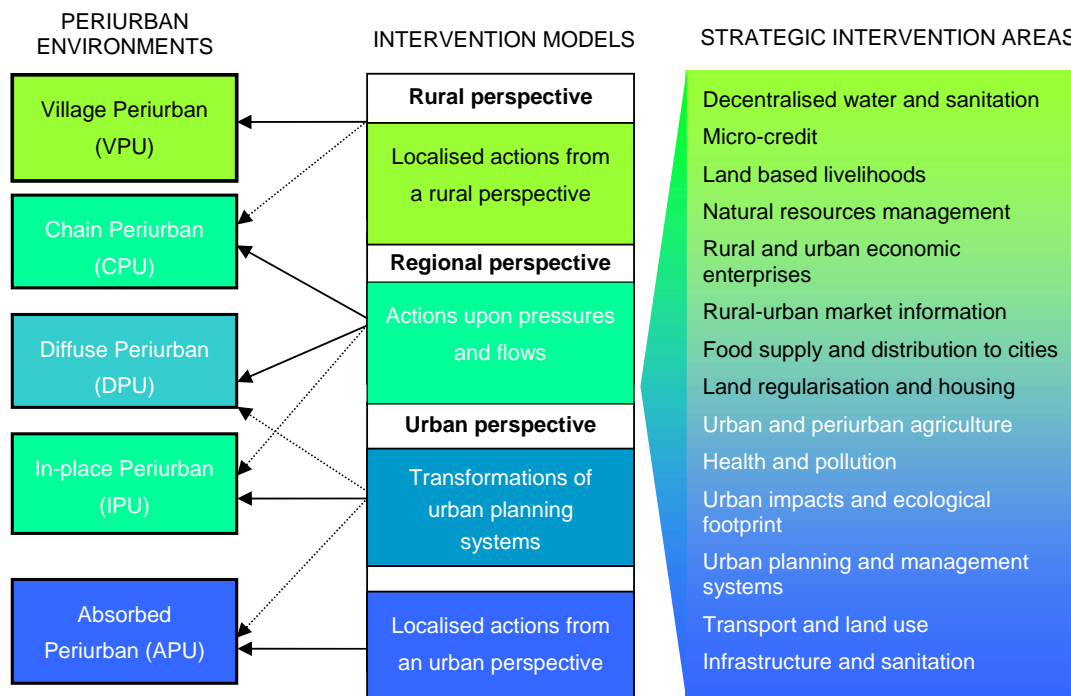 PERIURBAN
ENVIRONMENTS
Village Periurban
(VPU)
Chain Periurban
(CPU)
Diffuse Periurban
(DPU)
In-place Periurban
(IPU)
Absorbed
Periurban (APU)
INTERVENTION MODELS
Rural perspective
Localised actions from
a rural perspective
Regional perspective
Actions upon pressures
and flows
Urban perspective
Transformations of
urban planning
systems
Localised actions from
an urban perspective
STRATEGIC INTERVENTION AREAS
Decentralised water and sanitation
Micro-credit
Land based livelihoods
Natural resources management
Rural and urban economic
enterprises
Rural-urban market information
Food supply and distribution to cities
Land regularisation and housing
Urban and periurban agriculture
Health and pollution
Urban impacts and ecological
footprint
Urban planning and management
systems
Transport and land use
Infrastructure and sanitation